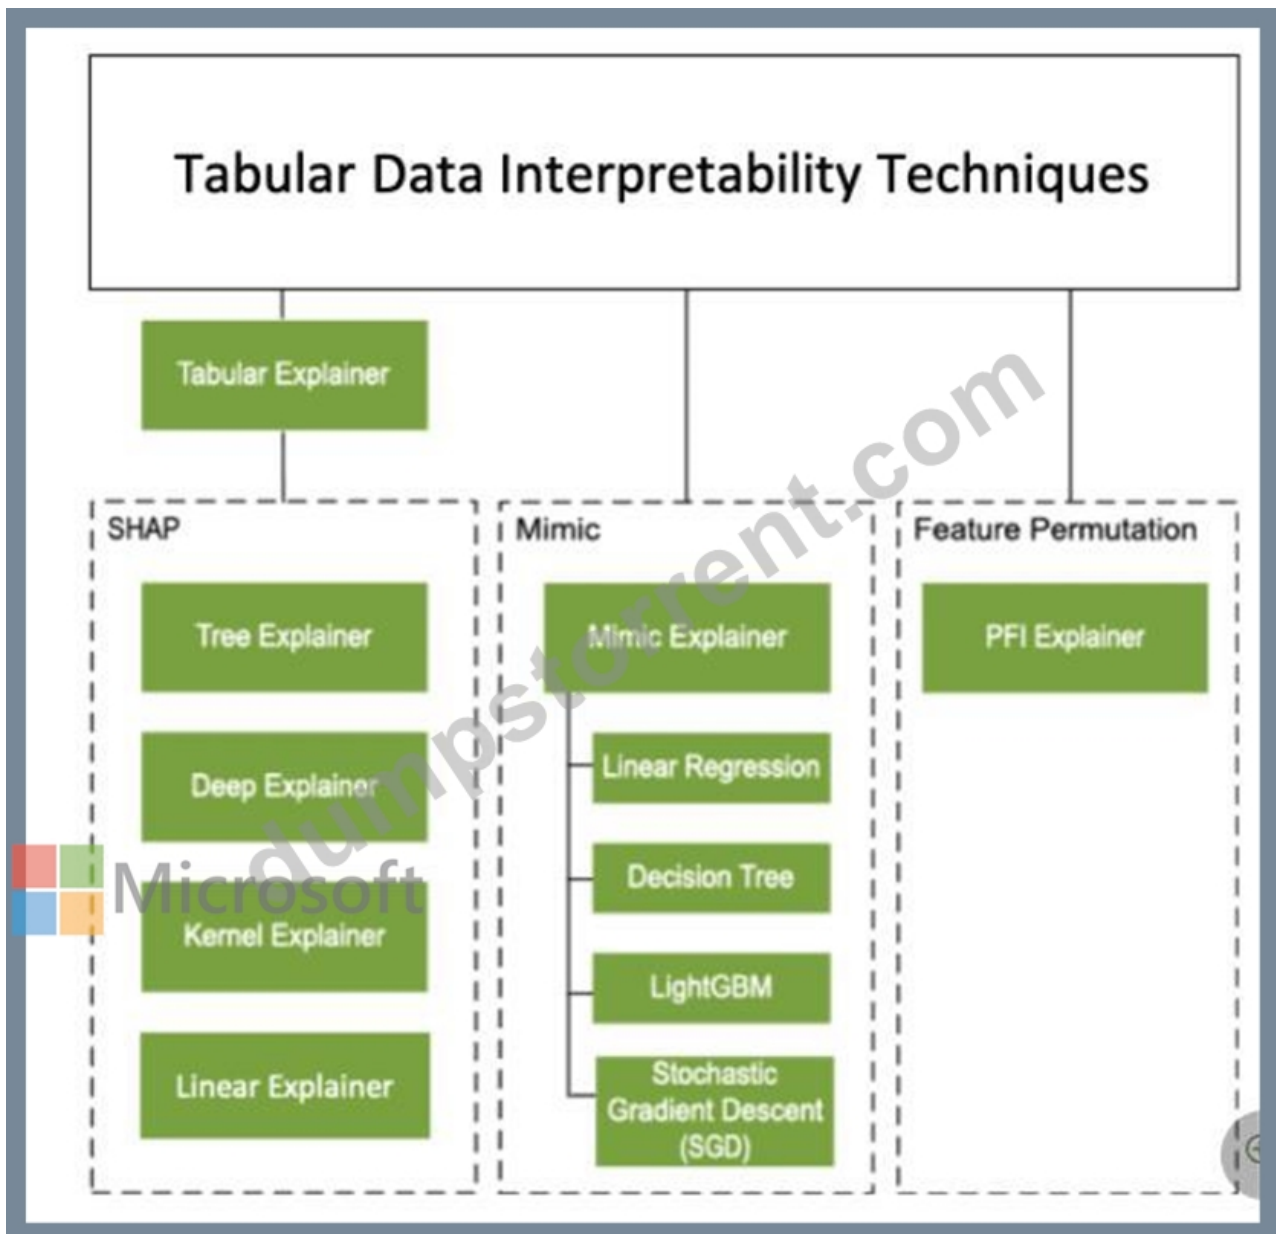 Tabular Data Interpretability Techniques
Tabular Explainer
SHAP
Tree Explainer
Deep Explainer
Kernel Explainer
Linear Explainer
Mimic
Mimic Explainer
Linear Regression
Decision Tree
LightGBM
Stochastic
Gradient Descent
(SGD)
Feature Permutation
PFI Explainer
Microsoft
dumpstorrent.com